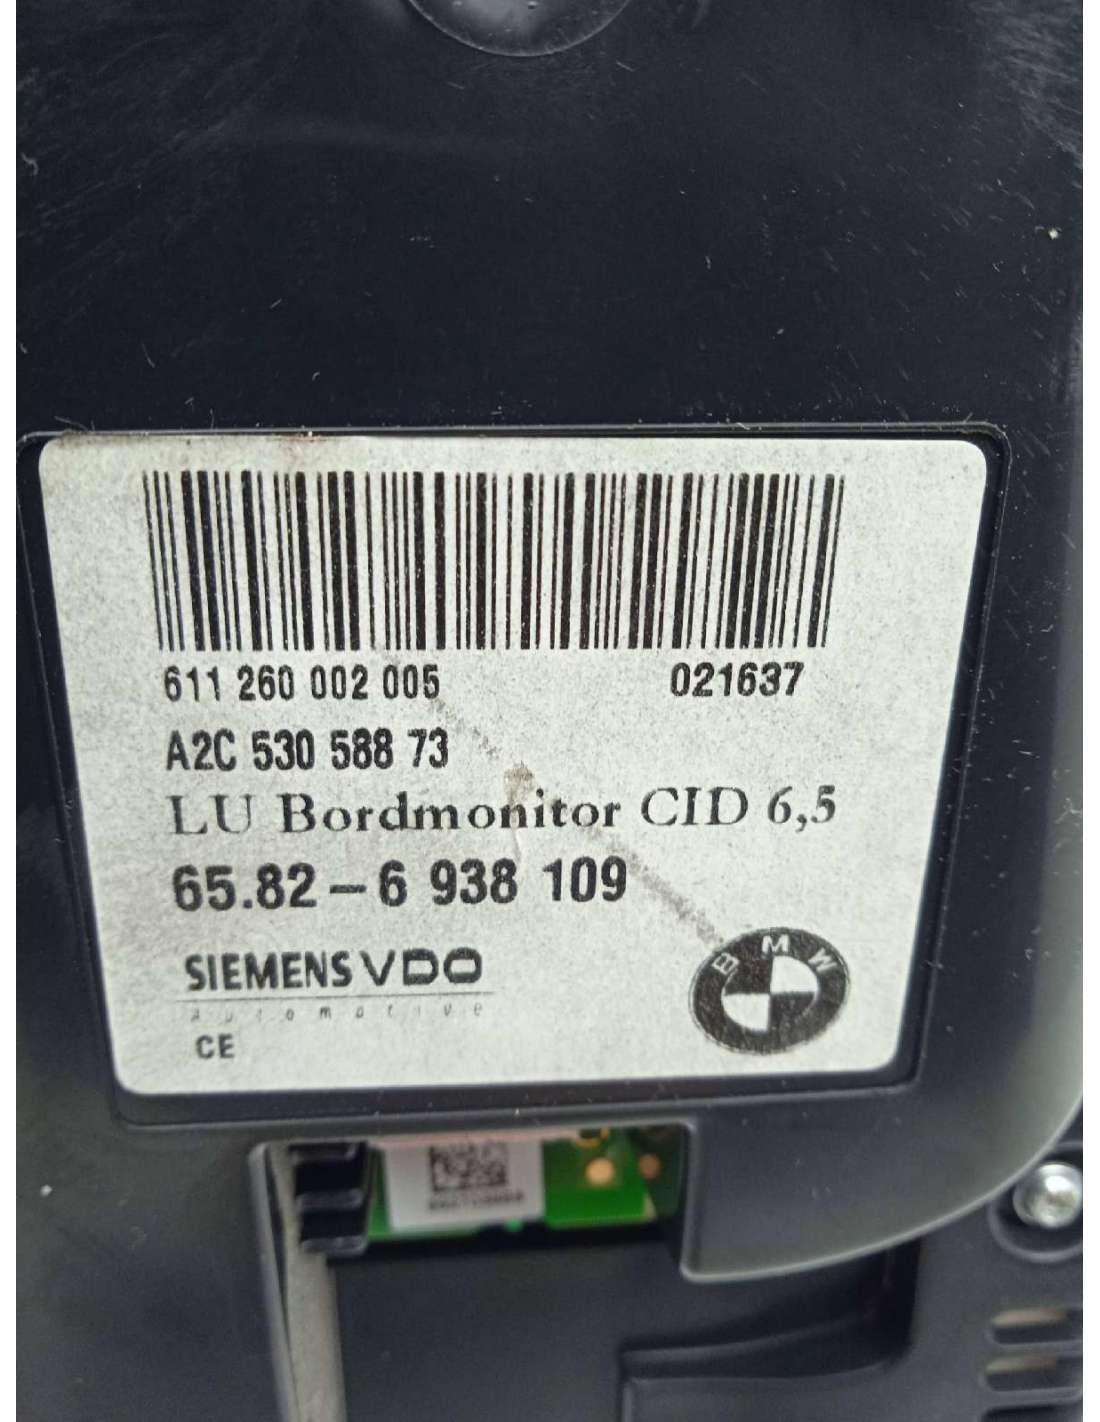 611 260 002 005 021637
A2C 530 588 73
LU Bordmonitor CID 6,5
65.82-6 938 109
SIEMENS VDO
automotive
CE
BMW